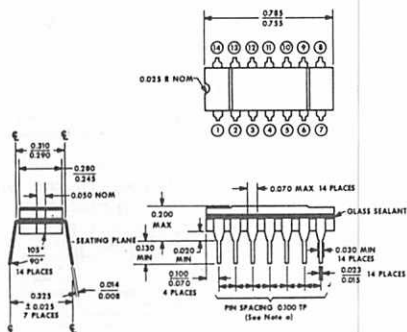 0.785
0.755
14 13 12 11 10 9 8
0.025 R NOM
1 2 3 4 5 6 7
℄ ℄
0.310
0.290
0.280
0.245
0.050 NOM
0.070 MAX 14 PLACES
0.200
MAX
GLASS SEALANT
SEATING PLANE
105°
90°
14 PLACES
0.130
MIN
0.020
MIN
0.030 MIN
14 PLACES
0.100
0.070
4 PLACES
0.023
0.015
14 PLACES
0.014
0.008
0.325
± 0.025
7 PLACES
PIN SPACING 0.100 TP
(See Note a)
℄ ℄